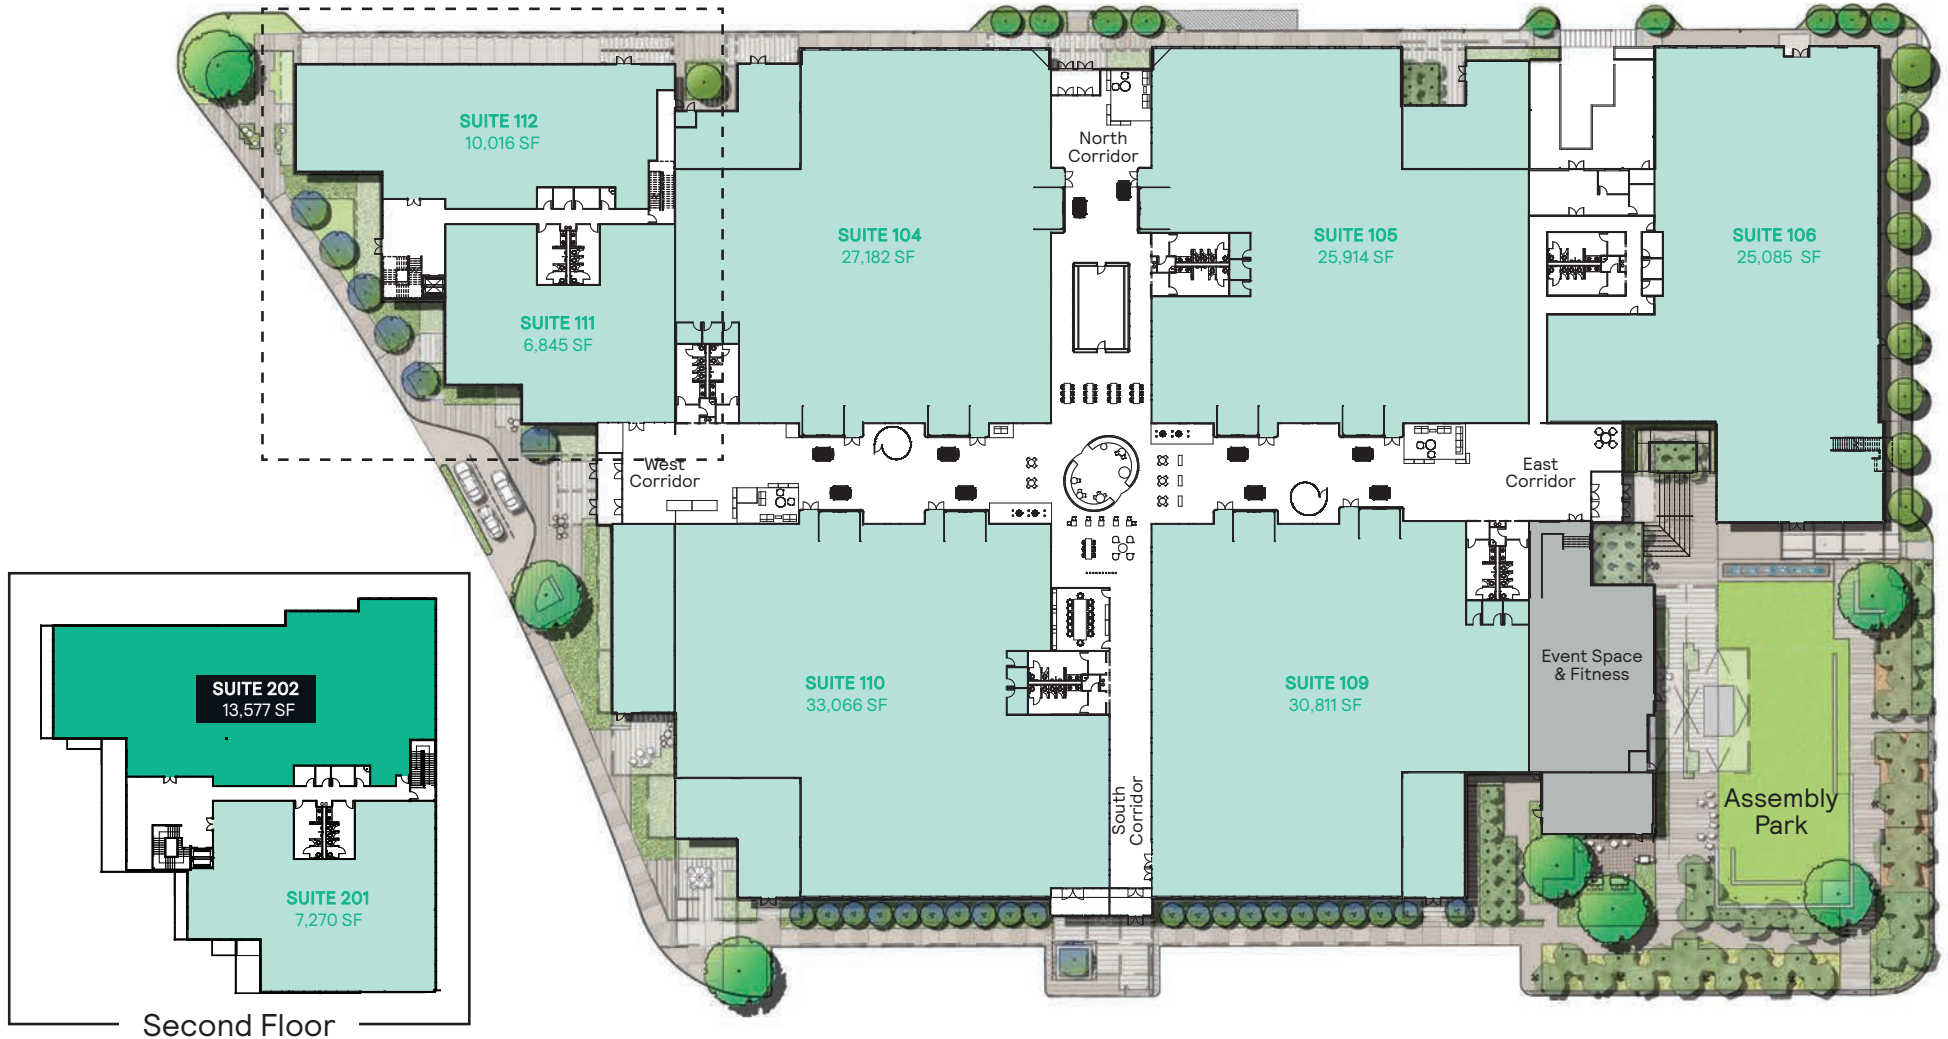 SUITE 112
10,016 SF
North
Corridor
SUITE 104
27,182 SF
SUITE 105
25,914 SF
SUITE 106
25,085 SF
SUITE 111
6,845 SF
West
Corridor
East
Corridor
SUITE 110
33,066 SF
SUITE 109
30,811 SF
Event Space
& Fitness
South
Corridor
Assembly
Park
SUITE 202
13,577 SF
SUITE 201
7,270 SF
Second Floor